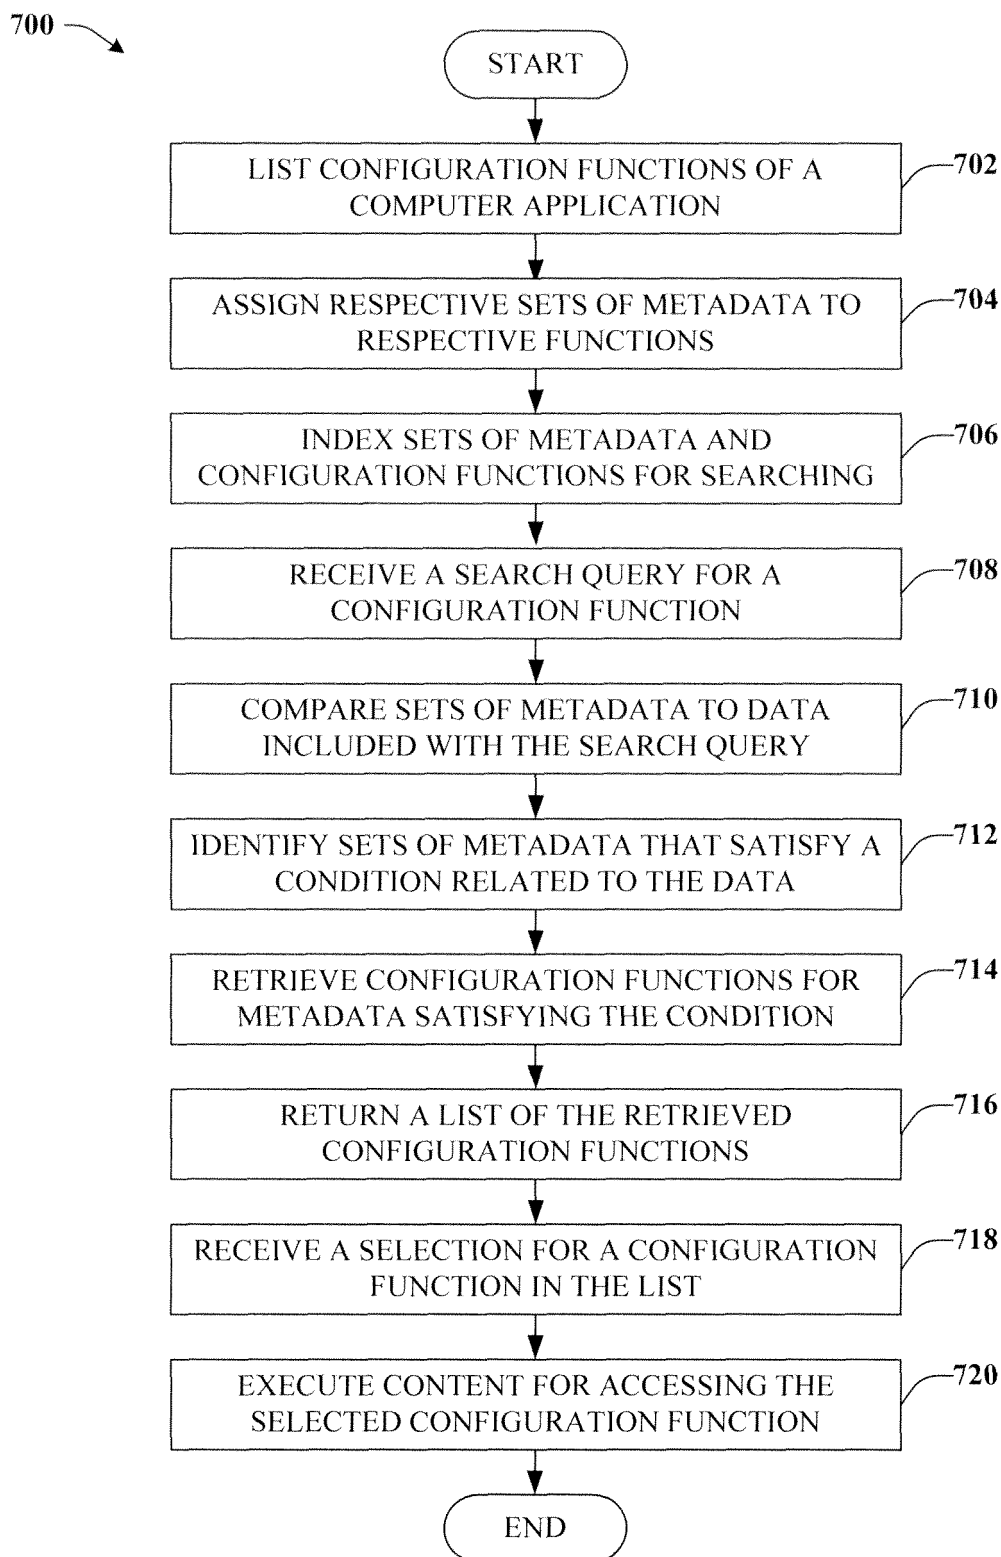 700
START
LIST CONFIGURATION FUNCTIONS OF A
COMPUTER APPLICATION
702
ASSIGN RESPECTIVE SETS OF METADATA TO
RESPECTIVE FUNCTIONS
704
INDEX SETS OF METADATA AND
CONFIGURATION FUNCTIONS FOR SEARCHING
706
RECEIVE A SEARCH QUERY FOR A
CONFIGURATION FUNCTION
708
COMPARE SETS OF METADATA TO DATA
INCLUDED WITH THE SEARCH QUERY
710
IDENTIFY SETS OF METADATA THAT SATISFY A
CONDITION RELATED TO THE DATA
712
RETRIEVE CONFIGURATION FUNCTIONS FOR
METADATA SATISFYING THE CONDITION
714
RETURN A LIST OF THE RETRIEVED
CONFIGURATION FUNCTIONS
716
RECEIVE A SELECTION FOR A CONFIGURATION
FUNCTION IN THE LIST
718
EXECUTE CONTENT FOR ACCESSING THE
SELECTED CONFIGURATION FUNCTION
720
END